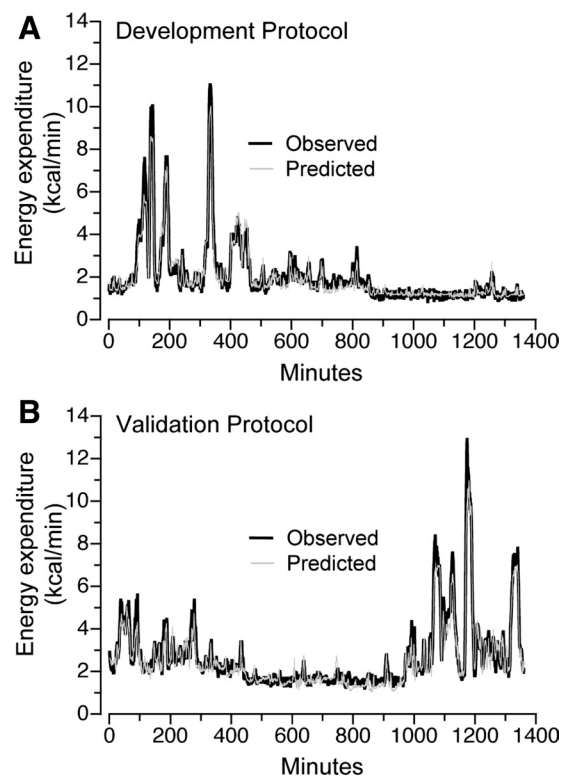 A
Development Protocol
Energy expenditure
(kcal/min)
14
12
10
8
6
4
2
0
Observed
Predicted
0 200 400 600 800 1000 1200 1400
Minutes
B
Validation Protocol
Energy expenditure
(kcal/min)
14
12
10
8
6
4
2
0
Observed
Predicted
0 200 400 600 800 1000 1200 1400
Minutes